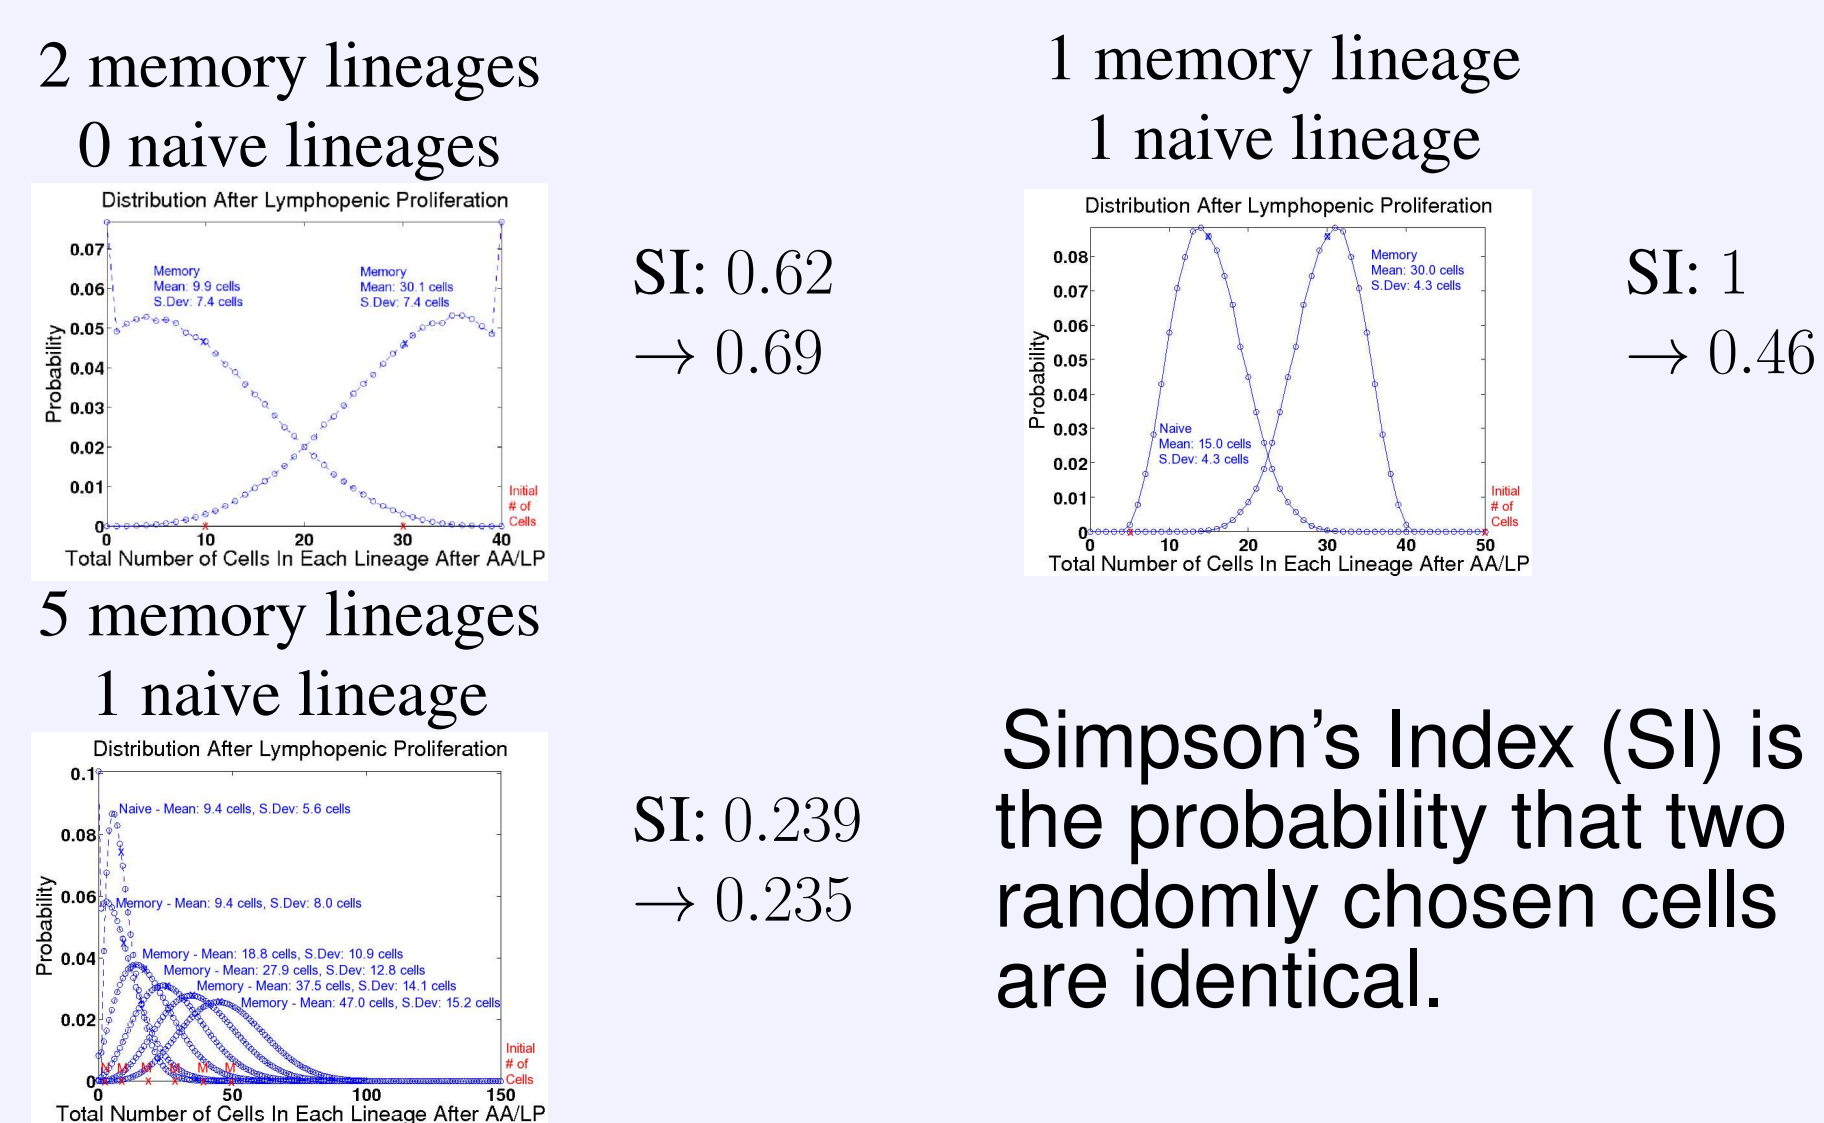 2 memory lineages
0 naive lineages
Distribution After Lymphopenic Proliferation
0.07
0.06
0.05
0.04
0.03
0.02
0.01
0
Probability
Memory
Mean: 9.9 cells
S.Dev: 7.4 cells
Memory
Mean: 30.1 cells
S.Dev: 7.4 cells
Initial
# of
Cells
0 10 20 30 40
Total Number of Cells In Each Lineage After AA/LP
SI: 0.62
→ 0.69
1 memory lineage
1 naive lineage
Distribution After Lymphopenic Proliferation
0.08
0.07
0.06
0.05
0.04
0.03
0.02
0.01
0
Probability
Memory
Mean: 30.0 cells
S.Dev: 4.3 cells
Naive
Mean: 15.0 cells
S.Dev: 4.3 cells
Initial
# of
Cells
0 10 20 30 40 50
Total Number of Cells In Each Lineage After AA/LP
SI: 1
→ 0.46
5 memory lineages
1 naive lineage
Distribution After Lymphopenic Proliferation
0.1
0.08
0.06
0.04
0.02
0
Probability
Naive - Mean: 9.4 cells, S.Dev: 5.6 cells
Memory - Mean: 9.4 cells, S.Dev: 8.0 cells
Memory - Mean: 18.8 cells, S.Dev: 10.9 cells
Memory - Mean: 27.9 cells, S.Dev: 12.8 cells
Memory - Mean: 37.5 cells, S.Dev: 14.1 cells
Memory - Mean: 47.0 cells, S.Dev: 15.2 cells
N M M M M M
Initial
# of
Cells
0 50 100 150
Total Number of Cells In Each Lineage After AA/LP
SI: 0.239
→ 0.235
Simpson's Index (SI) is
the probability that two
randomly chosen cells
are identical.